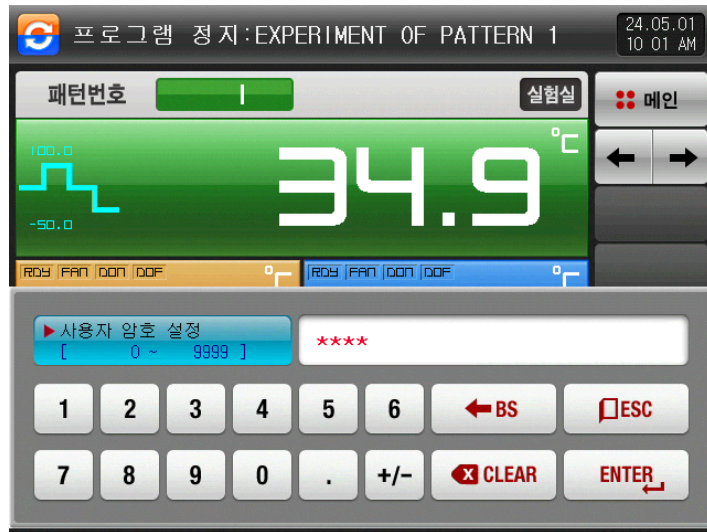 프로그램 정지:EXPERIMENT OF PATTERN 1
24.05.01
10 01 AM
패턴번호 1 실험실
메인
100.0
-50.0
34.9 ℃
RDY FAN DON DOF
RDY FAN DON DOF
▶사용자 암호 설정
[ 0 ~ 9999 ]
****
1 2 3 4 5 6 BS ESC
7 8 9 0 . +/- CLEAR ENTER